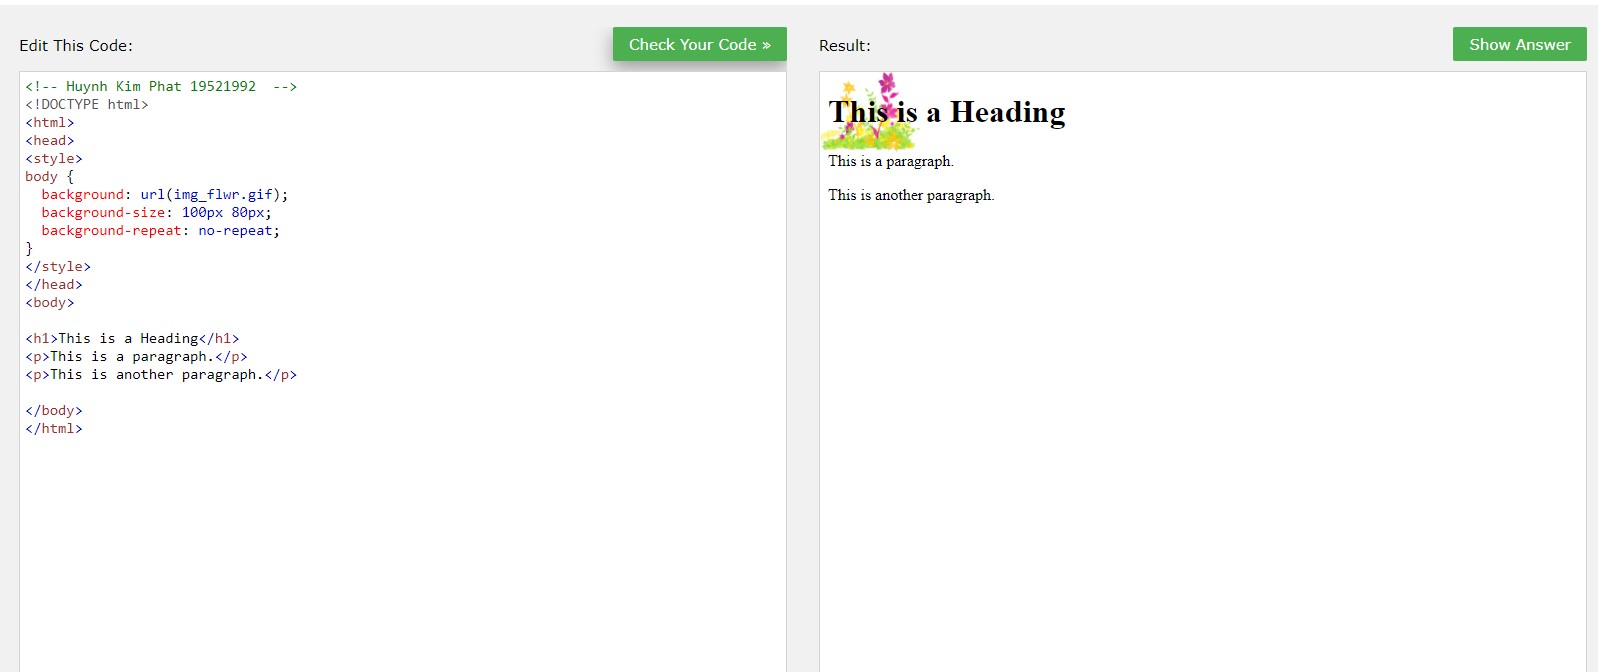 Edit This Code:
Check Your Code »
<!-- Huynh Kim Phat 19521992  -->
<!DOCTYPE html>
<html>
<head>
<style>
body {
  background: url(img_flwr.gif);
  background-size: 100px 80px;
  background-repeat: no-repeat;
}
</style>
</head>
<body>
<h1>This is a Heading</h1>
<p>This is a paragraph.</p>
<p>This is another paragraph.</p>
</body>
</html>
Result:
Show Answer
This is a Heading
This is a paragraph.
This is another paragraph.